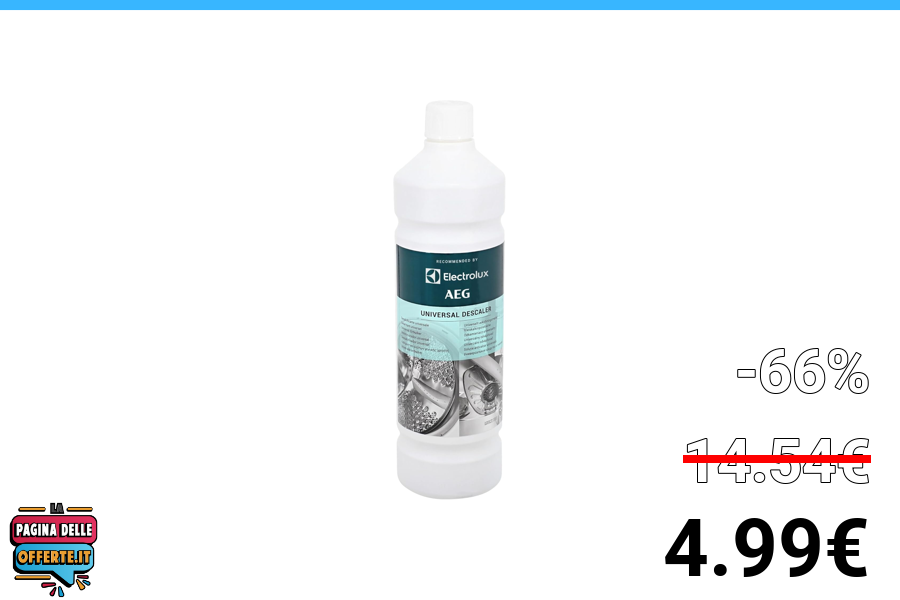 RECOMMENDED BY
Electrolux
AEG
UNIVERSAL DESCALER
-66%
14.54€
4.99€
LA
PAGINA DELLE
OFFERTE.IT